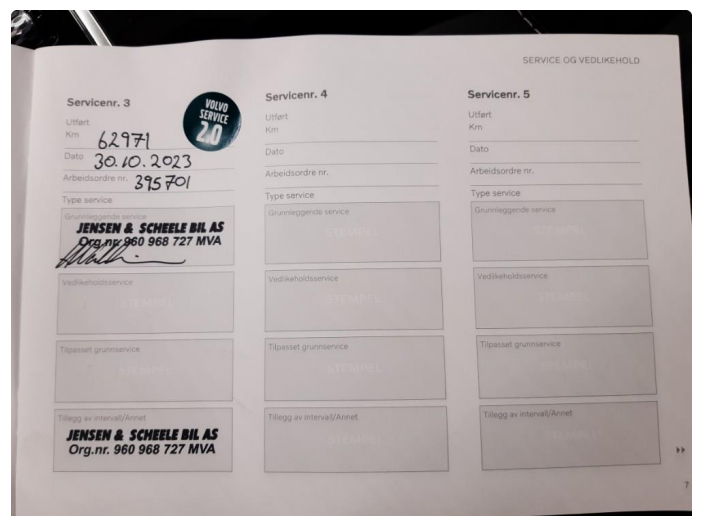 SERVICE OG VEDLIKEHOLD
Servicenr. 3
VOLVO
SERVICE
2.0
Utført
Km 62971
Dato 30.10.2023
Arbeidsordre nr. 395701
Type service
Grunnleggende service
JENSEN & SCHEELE BIL AS
Org.nr. 960 968 727 MVA
Vedlikeholdsservice
STEMPEL
Tilpasset grunnservice
STEMPEL
Tillegg av intervall/Annet
JENSEN & SCHEELE BIL AS
Org.nr. 960 968 727 MVA
Servicenr. 4
Utført
Km
Dato
Arbeidsordre nr.
Type service
Grunnleggende service
STEMPEL
Vedlikeholdsservice
STEMPEL
Tilpasset grunnservice
STEMPEL
Tillegg av intervall/Annet
STEMPEL
Servicenr. 5
Utført
Km
Dato
Arbeidsordre nr.
Type service
Grunnleggende service
STEMPEL
Vedlikeholdsservice
STEMPEL
Tilpasset grunnservice
STEMPEL
Tillegg av intervall/Annet
STEMPEL
7